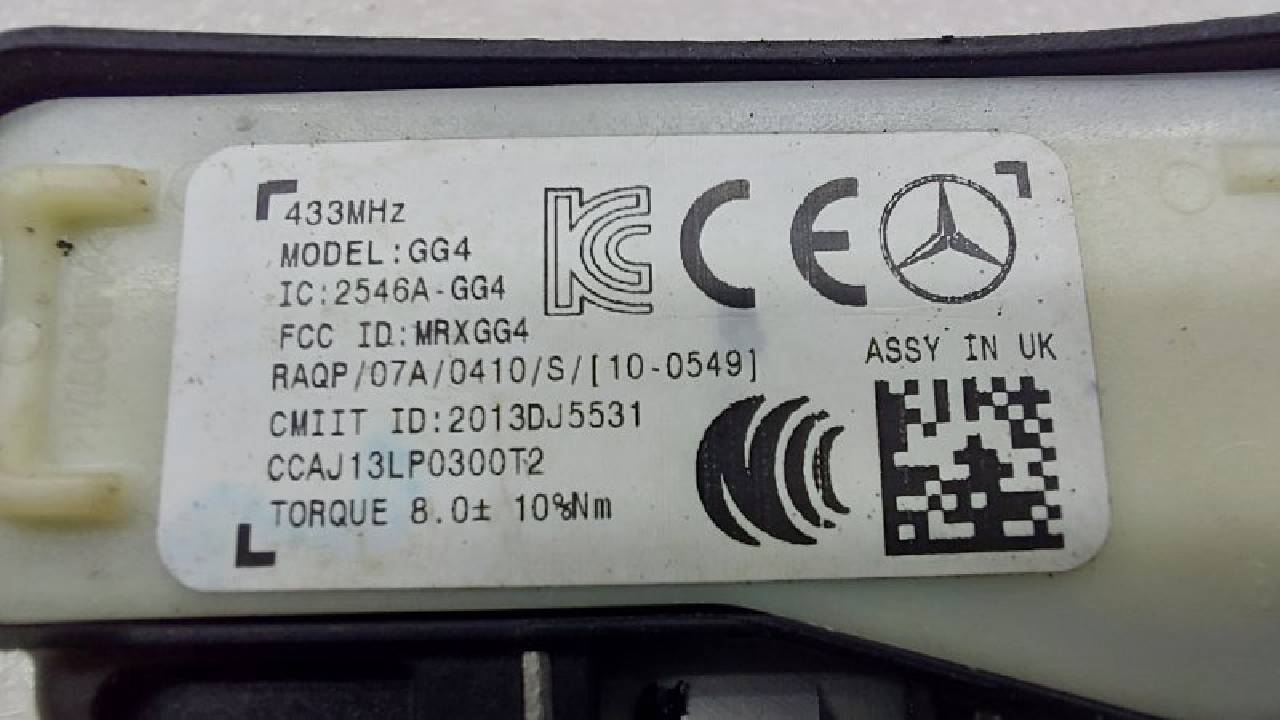 433MHz
MODEL:GG4
IC:2546A-GG4
FCC ID:MRXGG4
RAQP/07A/0410/S/[10-0549]
CMIIT ID:2013DJ5531
CCAJ13LP0300T2
TORQUE 8.0± 10%Nm
KC
CE
ASSY IN UK